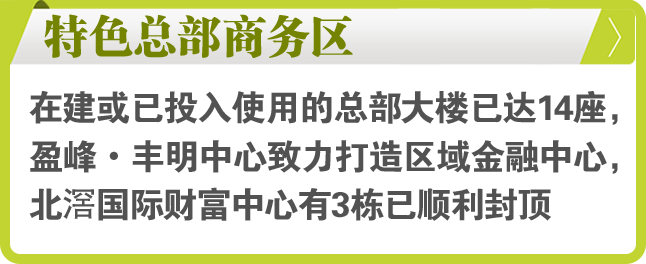 特色总部商务区
在建或已投入使用的总部大楼已达14座，
盈峰·丰明中心致力打造区域金融中心，
北滘国际财富中心有3栋已顺利封顶